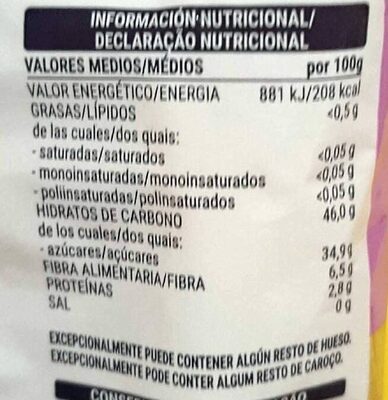 INFORMACIÓN NUTRICIONAL/
DECLARAÇÃO NUTRICIONAL
VALORES MEDIOS/MÉDIOS por 100g
VALOR ENERGÉTICO/ENERGIA 881 kJ/208 kcal
GRASAS/LÍPIDOS <0,5 g
de las cuales/dos quais:
- saturadas/saturados <0,05 g
- monoinsaturadas/monoinsaturados <0,05 g
- poliinsaturadas/polinsaturados <0,05 g
HIDRATOS DE CARBONO 46,0 g
de los cuales/dos quais:
- azúcares/açúcares 34,9 g
FIBRA ALIMENTARIA/FIBRA 6,5 g
PROTEÍNAS 2,8 g
SAL 0 g
EXCEPCIONALMENTE PUEDE CONTENER ALGÚN RESTO DE HUESO.
EXCEPCIONALMENTE PODE CONTER ALGUM RESTO DE CAROÇO.